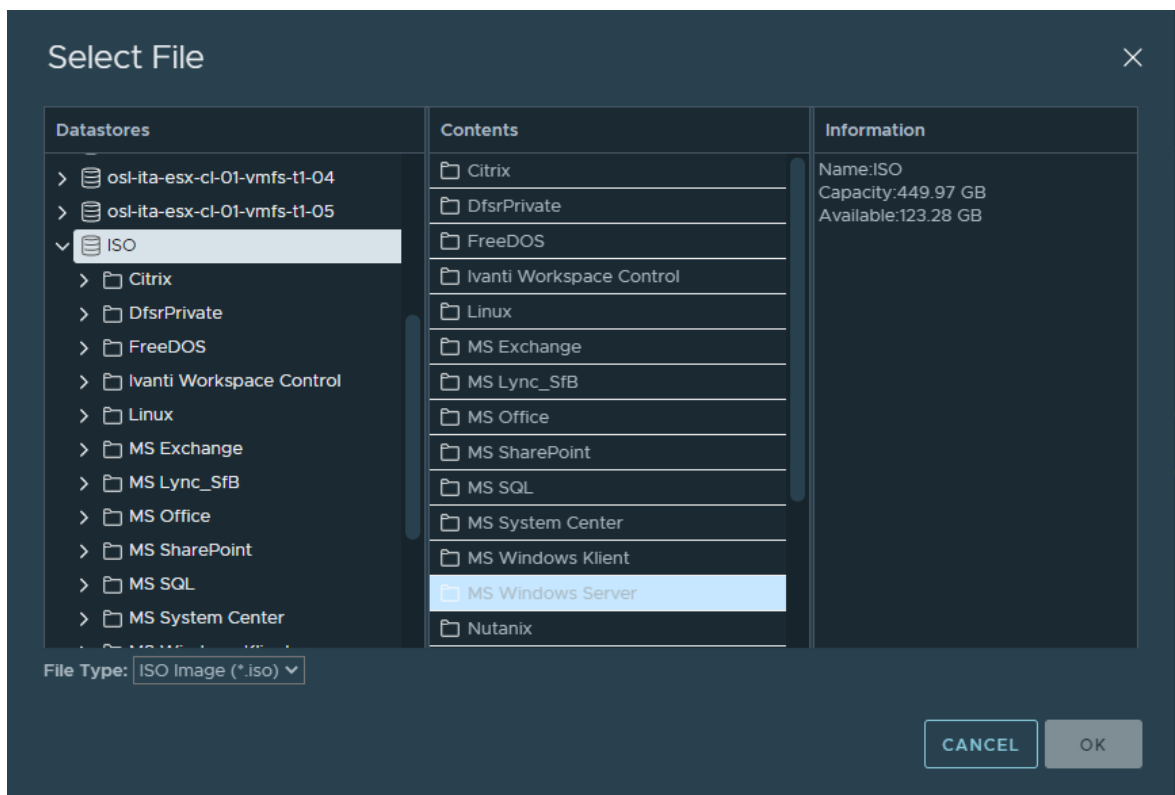 Select File
Datastores
osl-ita-esx-cl-01-vmfs-t1-04
osl-ita-esx-cl-01-vmfs-t1-05
ISO
Citrix
DfsrPrivate
FreeDOS
Ivanti Workspace Control
Linux
MS Exchange
MS Lync_SfB
MS Office
MS SharePoint
MS SQL
MS System Center
Contents
Citrix
DfsrPrivate
FreeDOS
Ivanti Workspace Control
Linux
MS Exchange
MS Lync_SfB
MS Office
MS SharePoint
MS SQL
MS System Center
MS Windows Klient
MS Windows Server
Nutanix
Information
Name:ISO
Capacity:449.97 GB
Available:123.28 GB
File Type: ISO Image (*.iso)
CANCEL
OK